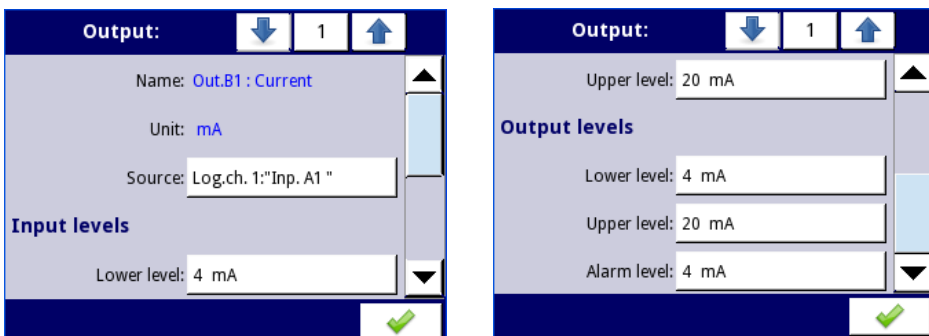 Output: 1
Name: Out.B1 : Current
Unit: mA
Source: Log.ch. 1:"Inp. A1 "
Input levels
Lower level: 4 mA
Output: 1
Upper level: 20 mA
Output levels
Lower level: 4 mA
Upper level: 20 mA
Alarm level: 4 mA